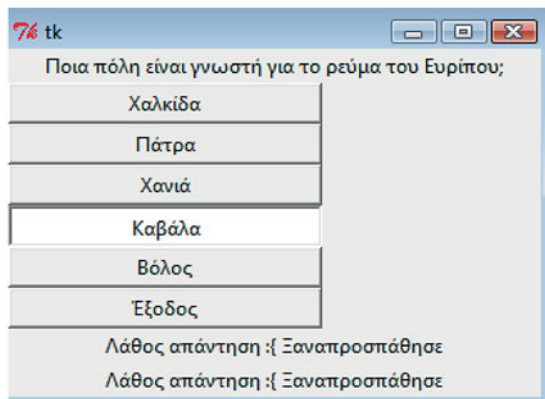 tk
Ποια πόλη είναι γνωστή για το ρεύμα του Ευρίπου;
Χαλκίδα
Πάτρα
Χανιά
Καβάλα
Βόλος
Έξοδος
Λάθος απάντηση :{ Ξαναπροσπάθησε
Λάθος απάντηση :{ Ξαναπροσπάθησε